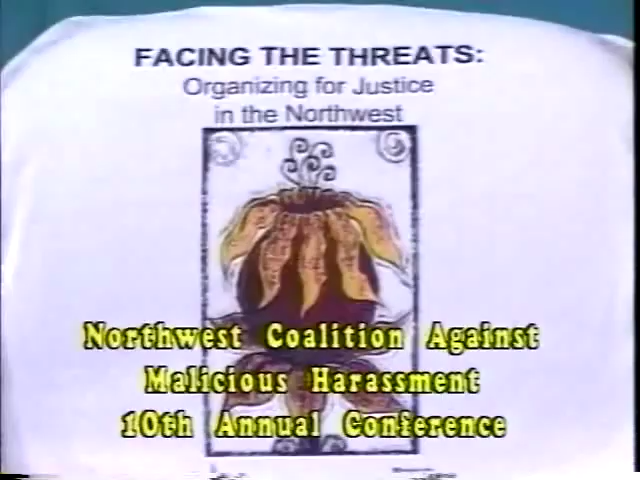 FACING THE THREATS:
Organizing for Justice
in the Northwest
Northwest Coalition Against
Malicious Harassment
10th Annual Conference